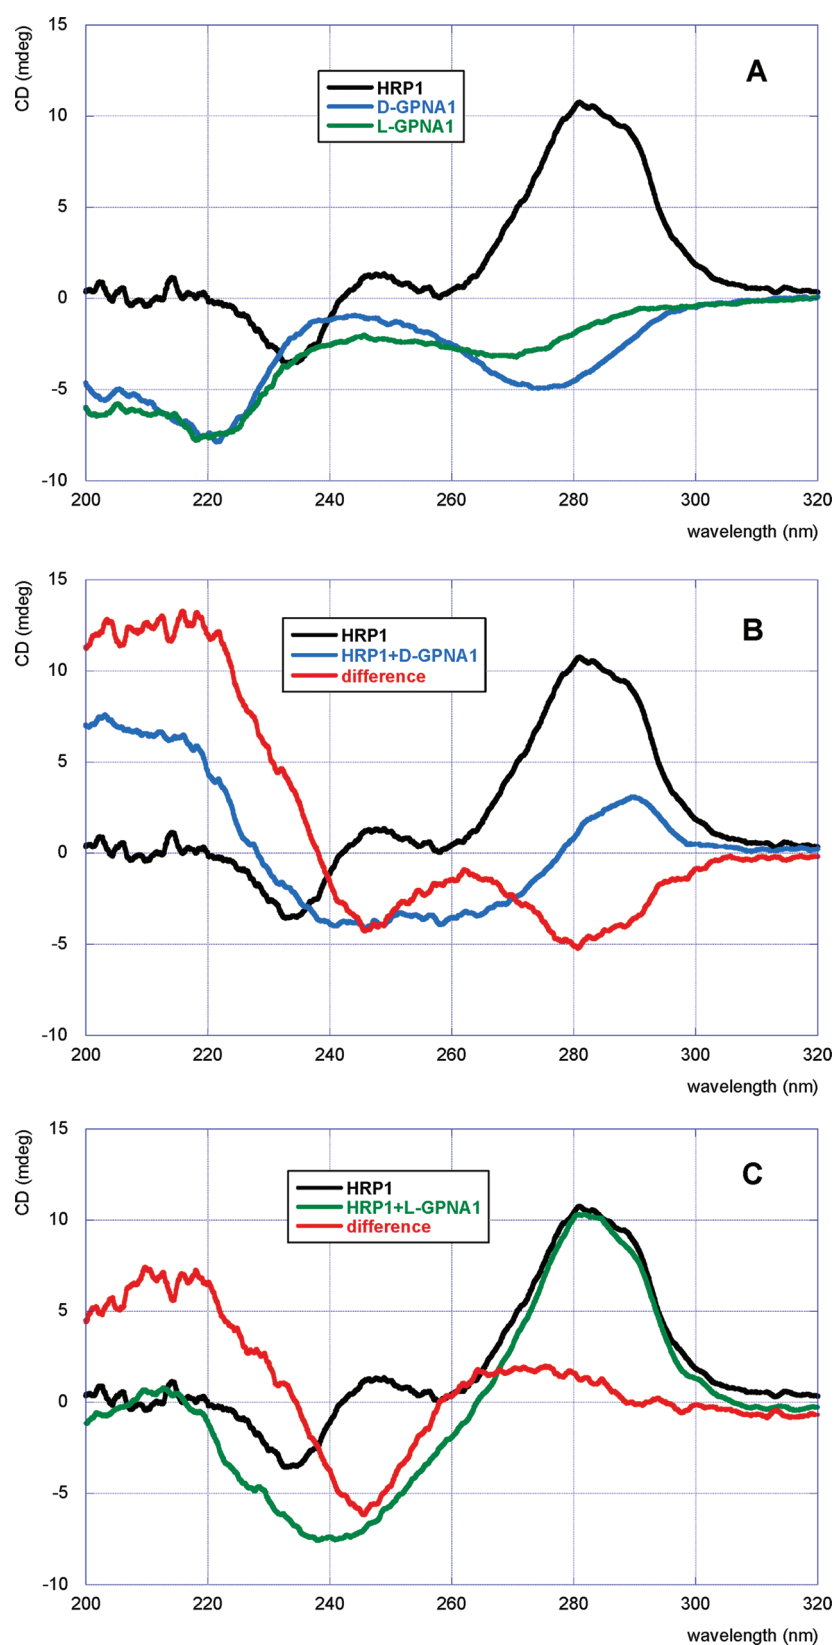 15
CD (mdeg)
A
HRP1
D-GPNA1
L-GPNA1
10
5
0
-5
-10
200 220 240 260 280 300 320
wavelength (nm)
15
CD (mdeg)
B
HRP1
HRP1+D-GPNA1
difference
10
5
0
-5
-10
200 220 240 260 280 300 320
wavelength (nm)
15
CD (mdeg)
C
HRP1
HRP1+L-GPNA1
difference
10
5
0
-5
-10
200 220 240 260 280 300 320
wavelength (nm)